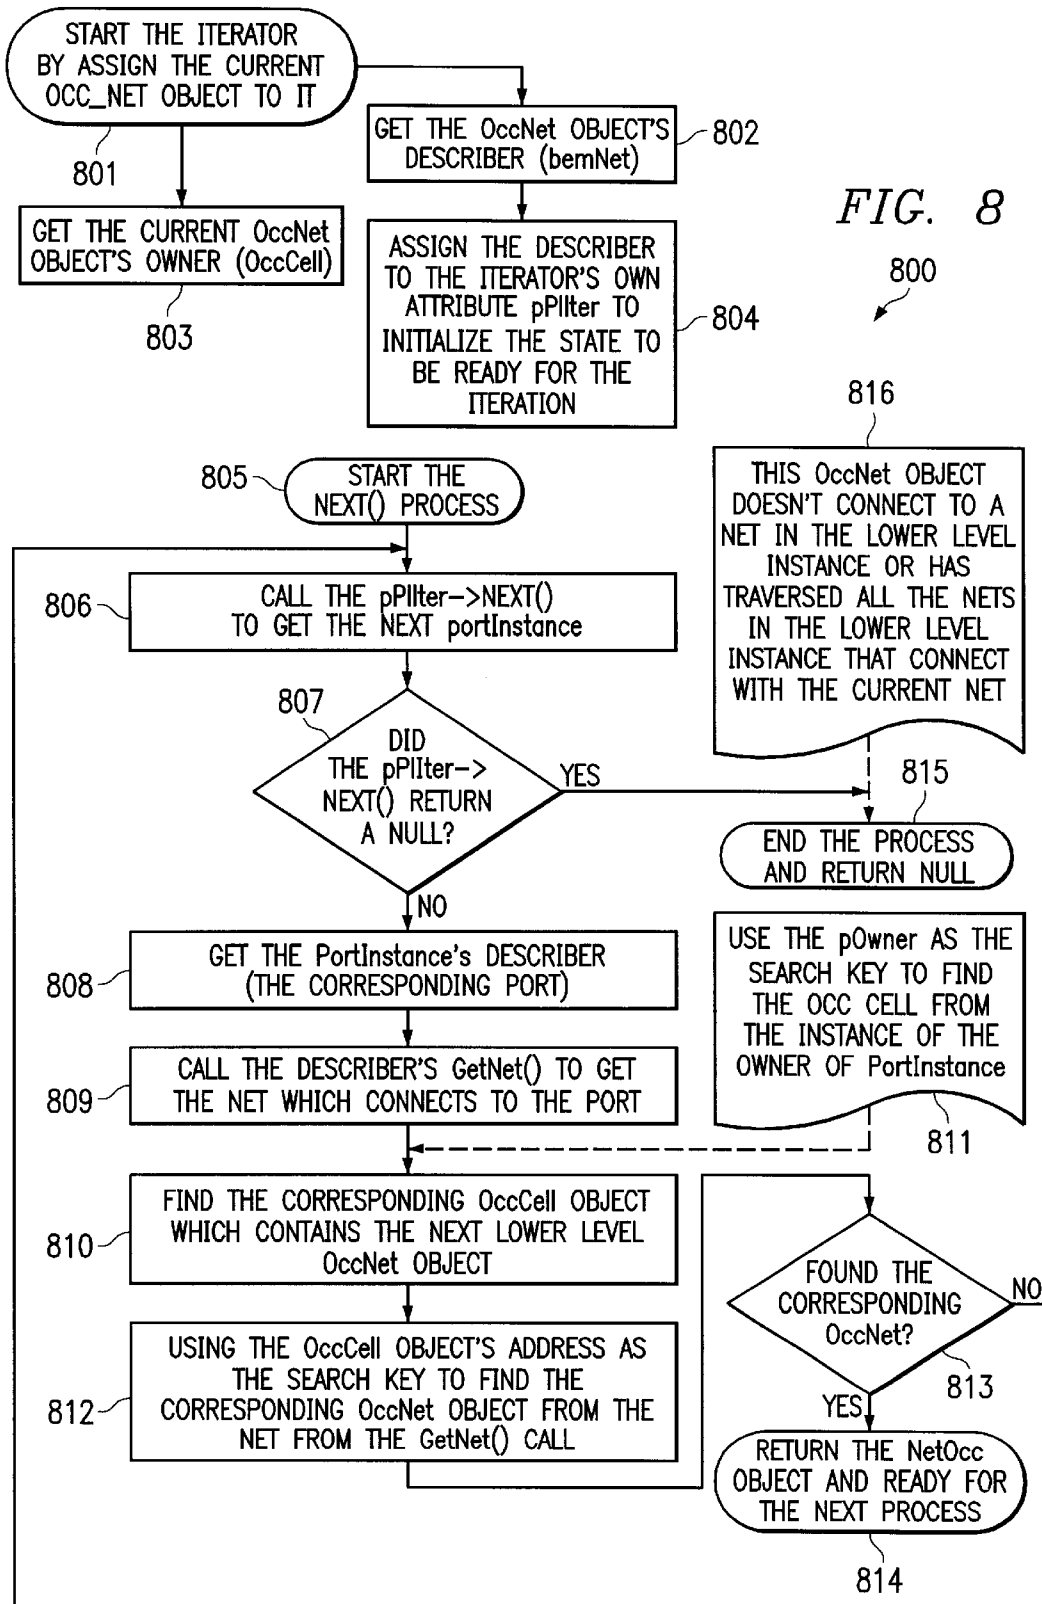 START THE ITERATOR
BY ASSIGN THE CURRENT
OCC_NET OBJECT TO IT
801
GET THE OccNet OBJECT'S
DESCRIBER (bemNet)
802
GET THE CURRENT OccNet
OBJECT'S OWNER (OccCell)
803
ASSIGN THE DESCRIBER
TO THE ITERATOR'S OWN
ATTRIBUTE pPIIter TO
INITIALIZE THE STATE TO
BE READY FOR THE
ITERATION
804
FIG. 8
800
816
THIS OccNet OBJECT
DOESN'T CONNECT TO A
NET IN THE LOWER LEVEL
INSTANCE OR HAS
TRAVERSED ALL THE NETS
IN THE LOWER LEVEL
INSTANCE THAT CONNECT
WITH THE CURRENT NET
805
START THE
NEXT() PROCESS
806
CALL THE pPIIter->NEXT()
TO GET THE NEXT portInstance
807
DID
THE pPIIter->
NEXT() RETURN
A NULL?
YES
NO
815
END THE PROCESS
AND RETURN NULL
808
GET THE PortInstance's DESCRIBER
(THE CORRESPONDING PORT)
USE THE pOwner AS THE
SEARCH KEY TO FIND
THE OCC CELL FROM
THE INSTANCE OF THE
OWNER OF PortInstance
811
809
CALL THE DESCRIBER'S GetNet() TO GET
THE NET WHICH CONNECTS TO THE PORT
810
FIND THE CORRESPONDING OccCell OBJECT
WHICH CONTAINS THE NEXT LOWER LEVEL
OccNet OBJECT
812
USING THE OccCell OBJECT'S ADDRESS AS
THE SEARCH KEY TO FIND THE
CORRESPONDING OccNet OBJECT FROM THE
NET FROM THE GetNet() CALL
FOUND THE
CORRESPONDING
OccNet?
NO
813
YES
RETURN THE NetOcc
OBJECT AND READY FOR
THE NEXT PROCESS
814